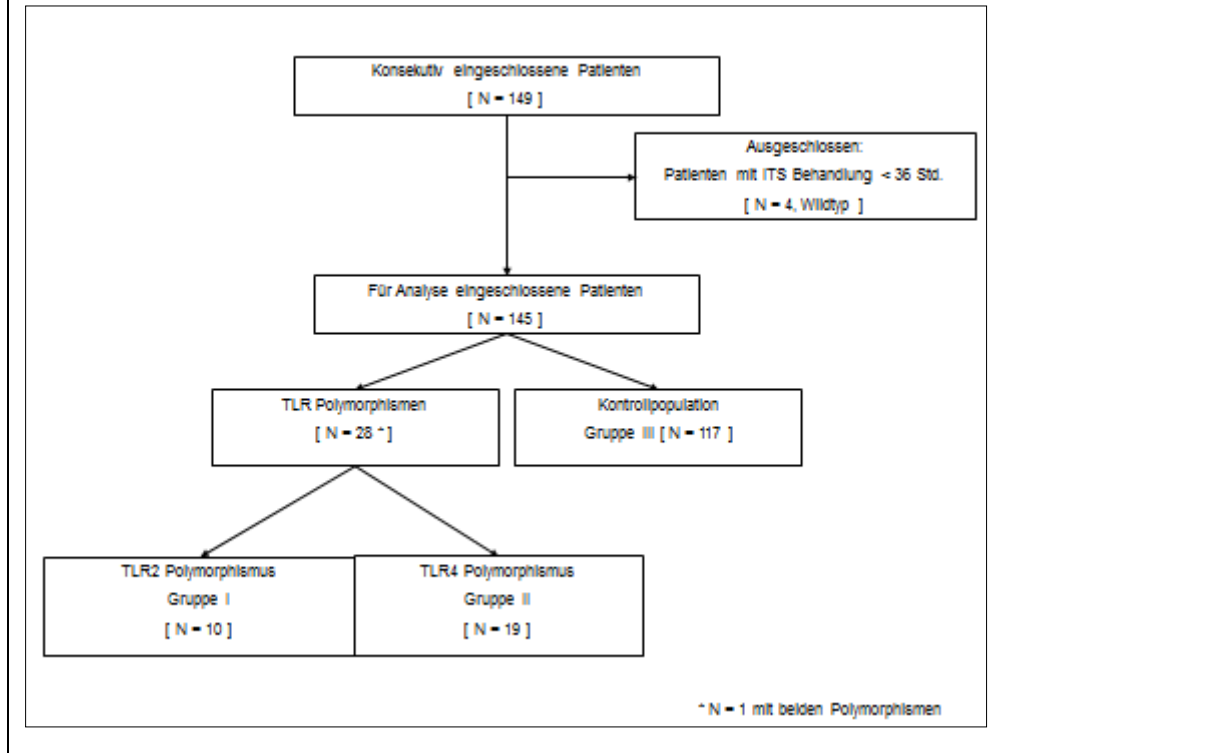 Konsekutiv eingeschlossene Patienten
[ N = 149 ]
Ausgeschlossen:
Patienten mit ITS Behandlung < 36 Std.
[ N = 4, Wildtyp ]
Für Analyse eingeschlossene Patienten
[ N = 145 ]
TLR Polymorphismen
[ N = 28 * ]
Kontrollpopulation
Gruppe III [ N = 117 ]
TLR2 Polymorphismus
Gruppe I
[ N = 10 ]
TLR4 Polymorphismus
Gruppe II
[ N = 19 ]
* N = 1 mit beiden Polymorphismen